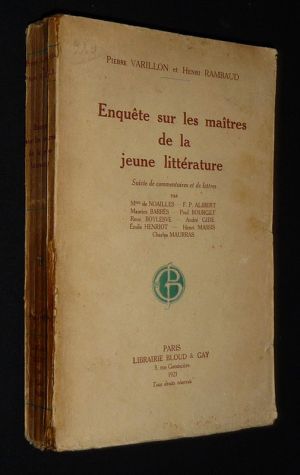 Pierre VARILLON et Henri RAMBAUD
Enquête sur les maîtres
de la
jeune littérature
Suivie de commentaires et de lettres
par
Mme de NOAILLES — F. P. ALIBERT
Maurice BARRÈS — Paul BOURGET
René BOYLESVE — André GIDE
Émile HENRIOT — Henri MASSIS
Charles MAURRAS
PARIS
LIBRAIRIE BLOUD & GAY
3, rue Garancière
Tous droits réservés